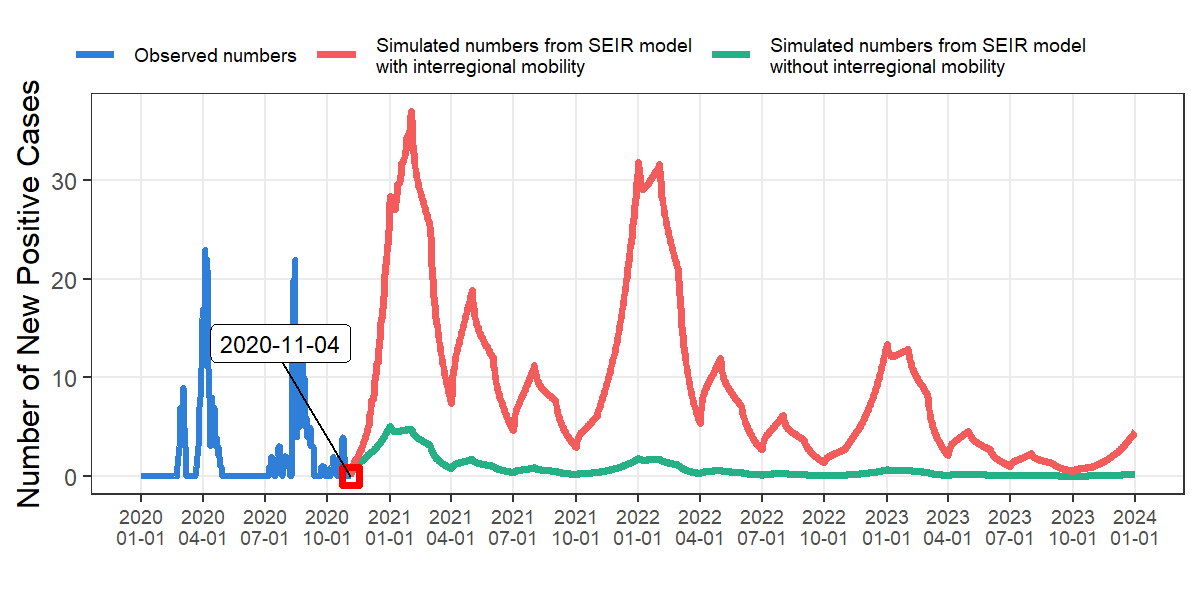 Observed numbers
Simulated numbers from SEIR model
with interregional mobility
Simulated numbers from SEIR model
without interregional mobility
Number of New Positive Cases
30
20
10
0
2020-11-04
2020 2020 2020 2020 2021 2021 2021 2021 2022 2022 2022 2022 2023 2023 2023 2023 2024
01-01 04-01 07-01 10-01 01-01 04-01 07-01 10-01 01-01 04-01 07-01 10-01 01-01 04-01 07-01 10-01 01-01